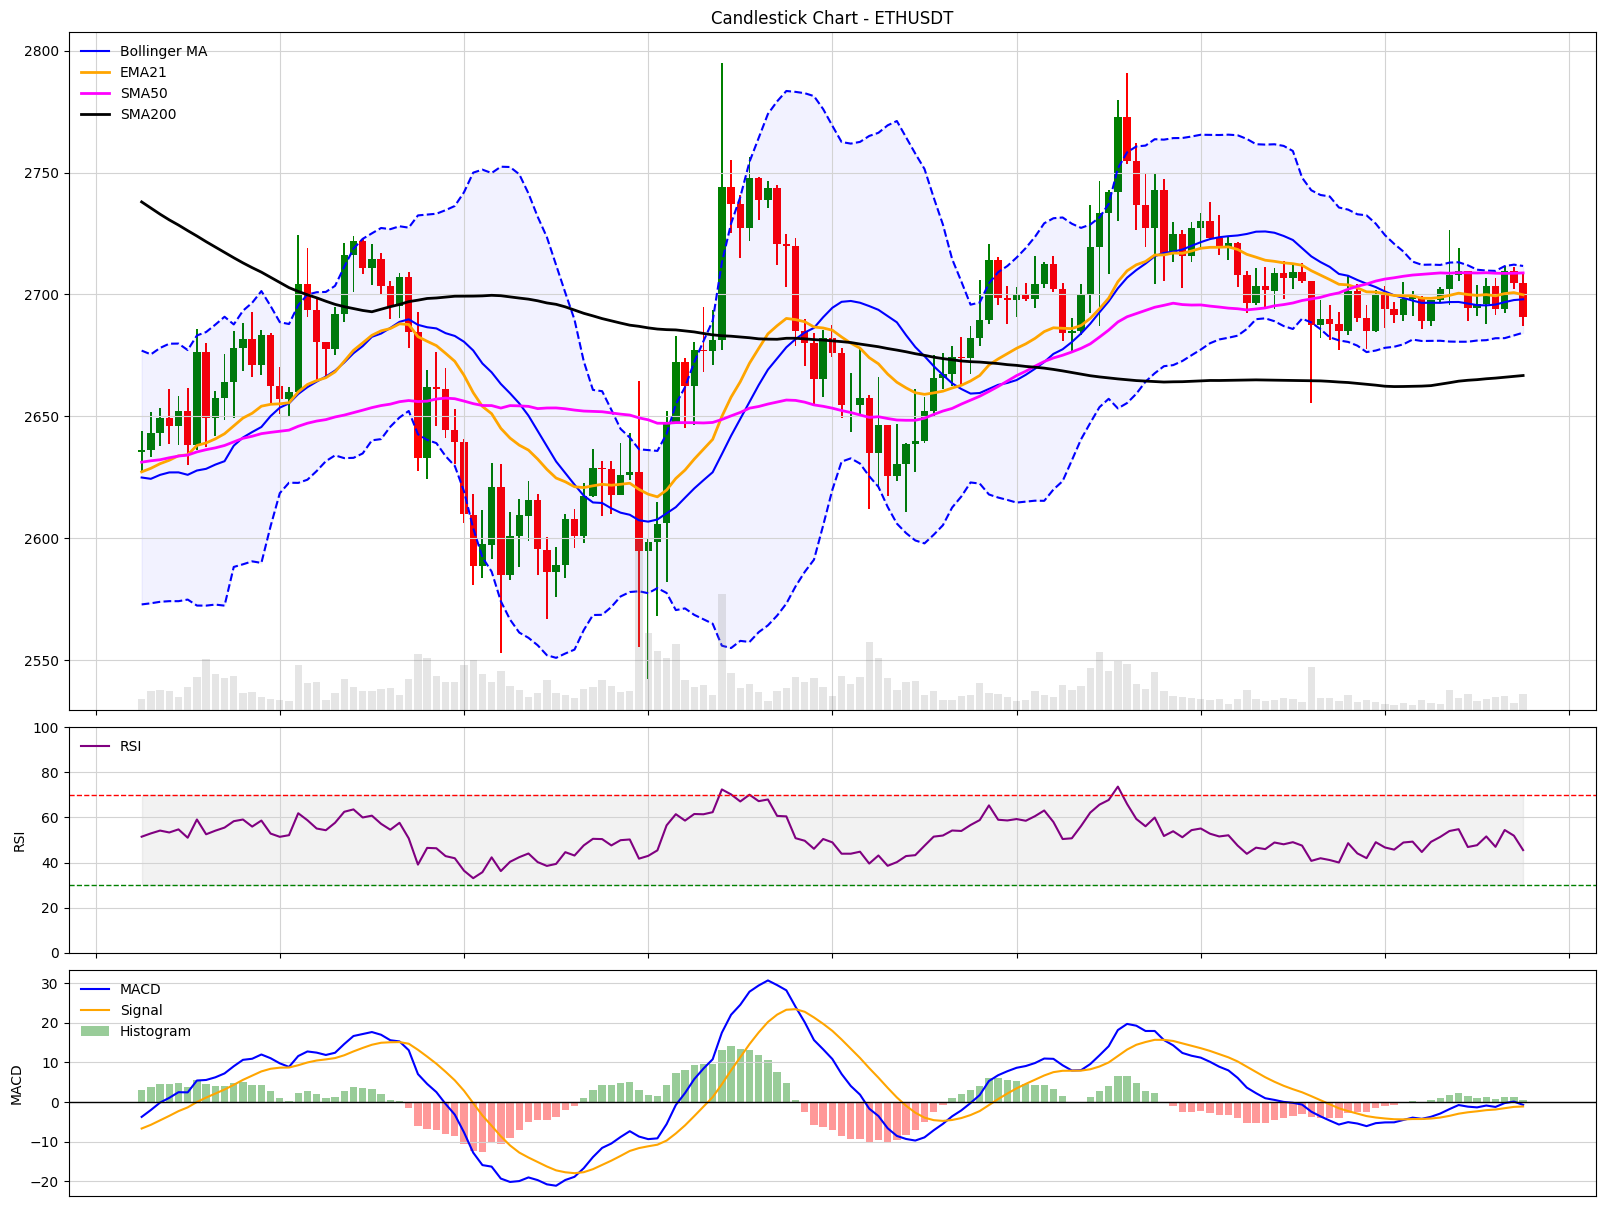 Candlestick Chart - ETHUSDT
2800
2750
2700
2650
2600
2550
Bollinger MA
EMA21
SMA50
SMA200
100
80
60
40
20
0
RSI
RSI
30
20
10
0
−10
−20
MACD
MACD
Signal
Histogram